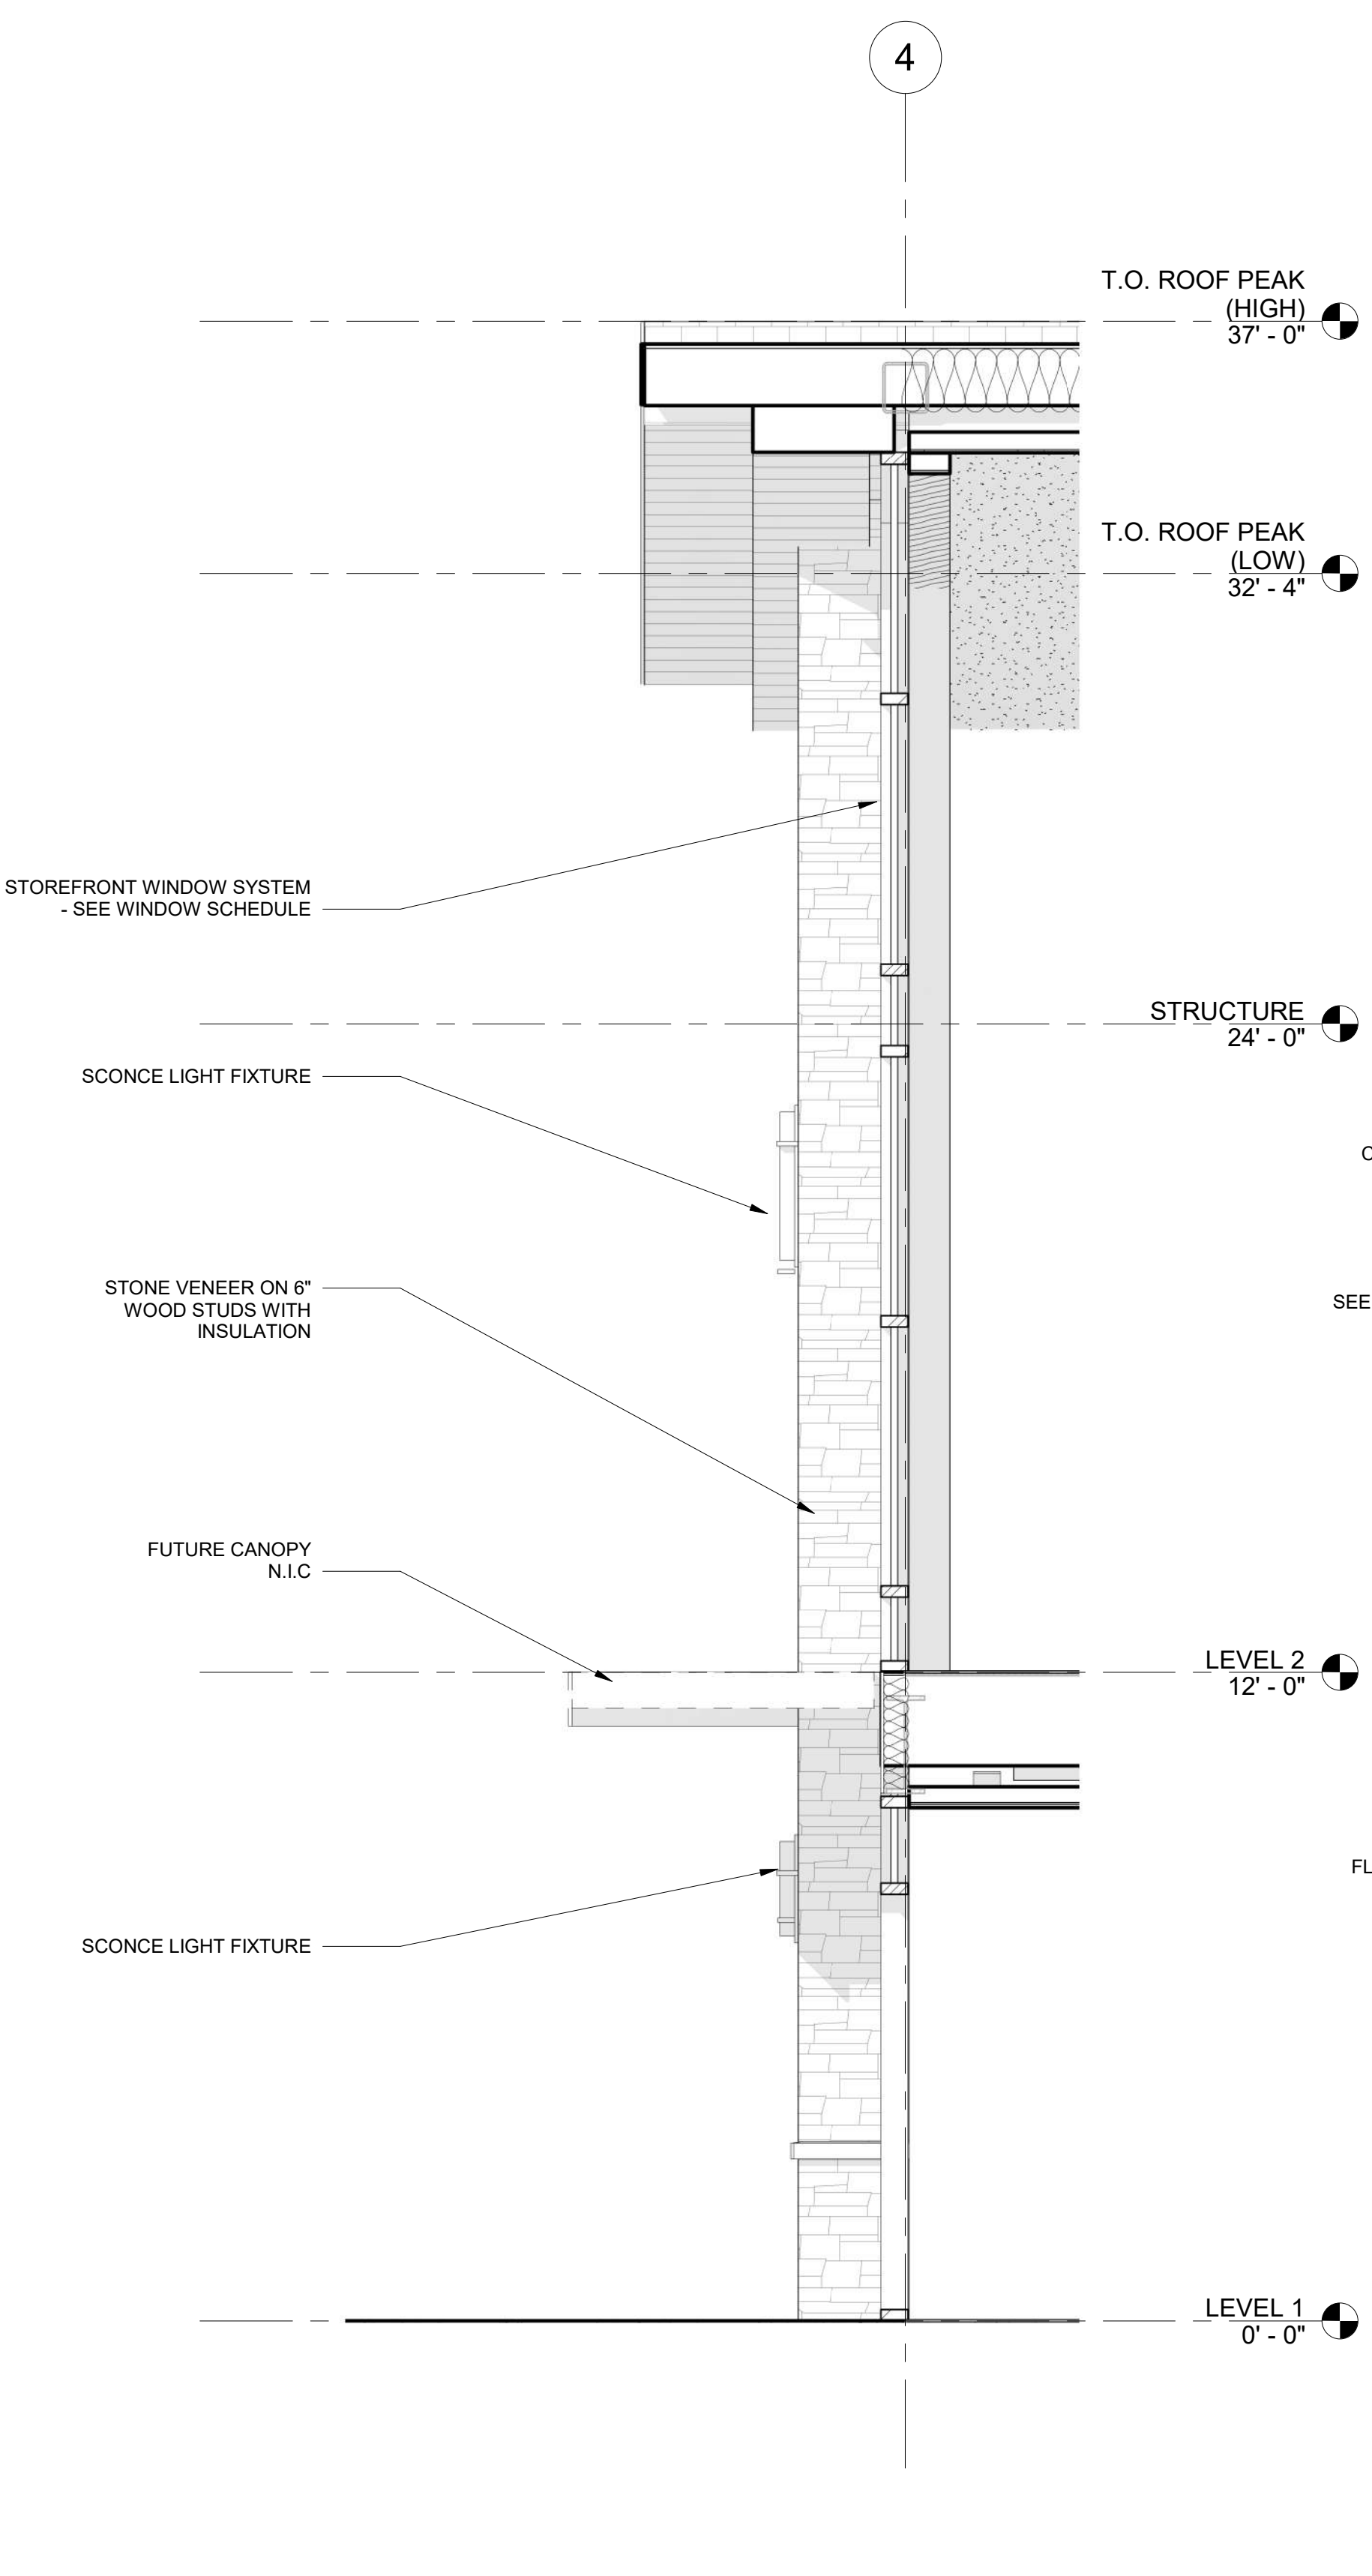 4
T.O. ROOF PEAK
(HIGH)
37' - 0"
T.O. ROOF PEAK
(LOW)
32' - 4"
STOREFRONT WINDOW SYSTEM
- SEE WINDOW SCHEDULE
STRUCTURE
24' - 0"
SCONCE LIGHT FIXTURE
STONE VENEER ON 6"
WOOD STUDS WITH
INSULATION
SEE
FUTURE CANOPY
N.I.C
LEVEL 2
12' - 0"
SCONCE LIGHT FIXTURE
LEVEL 1
0' - 0"